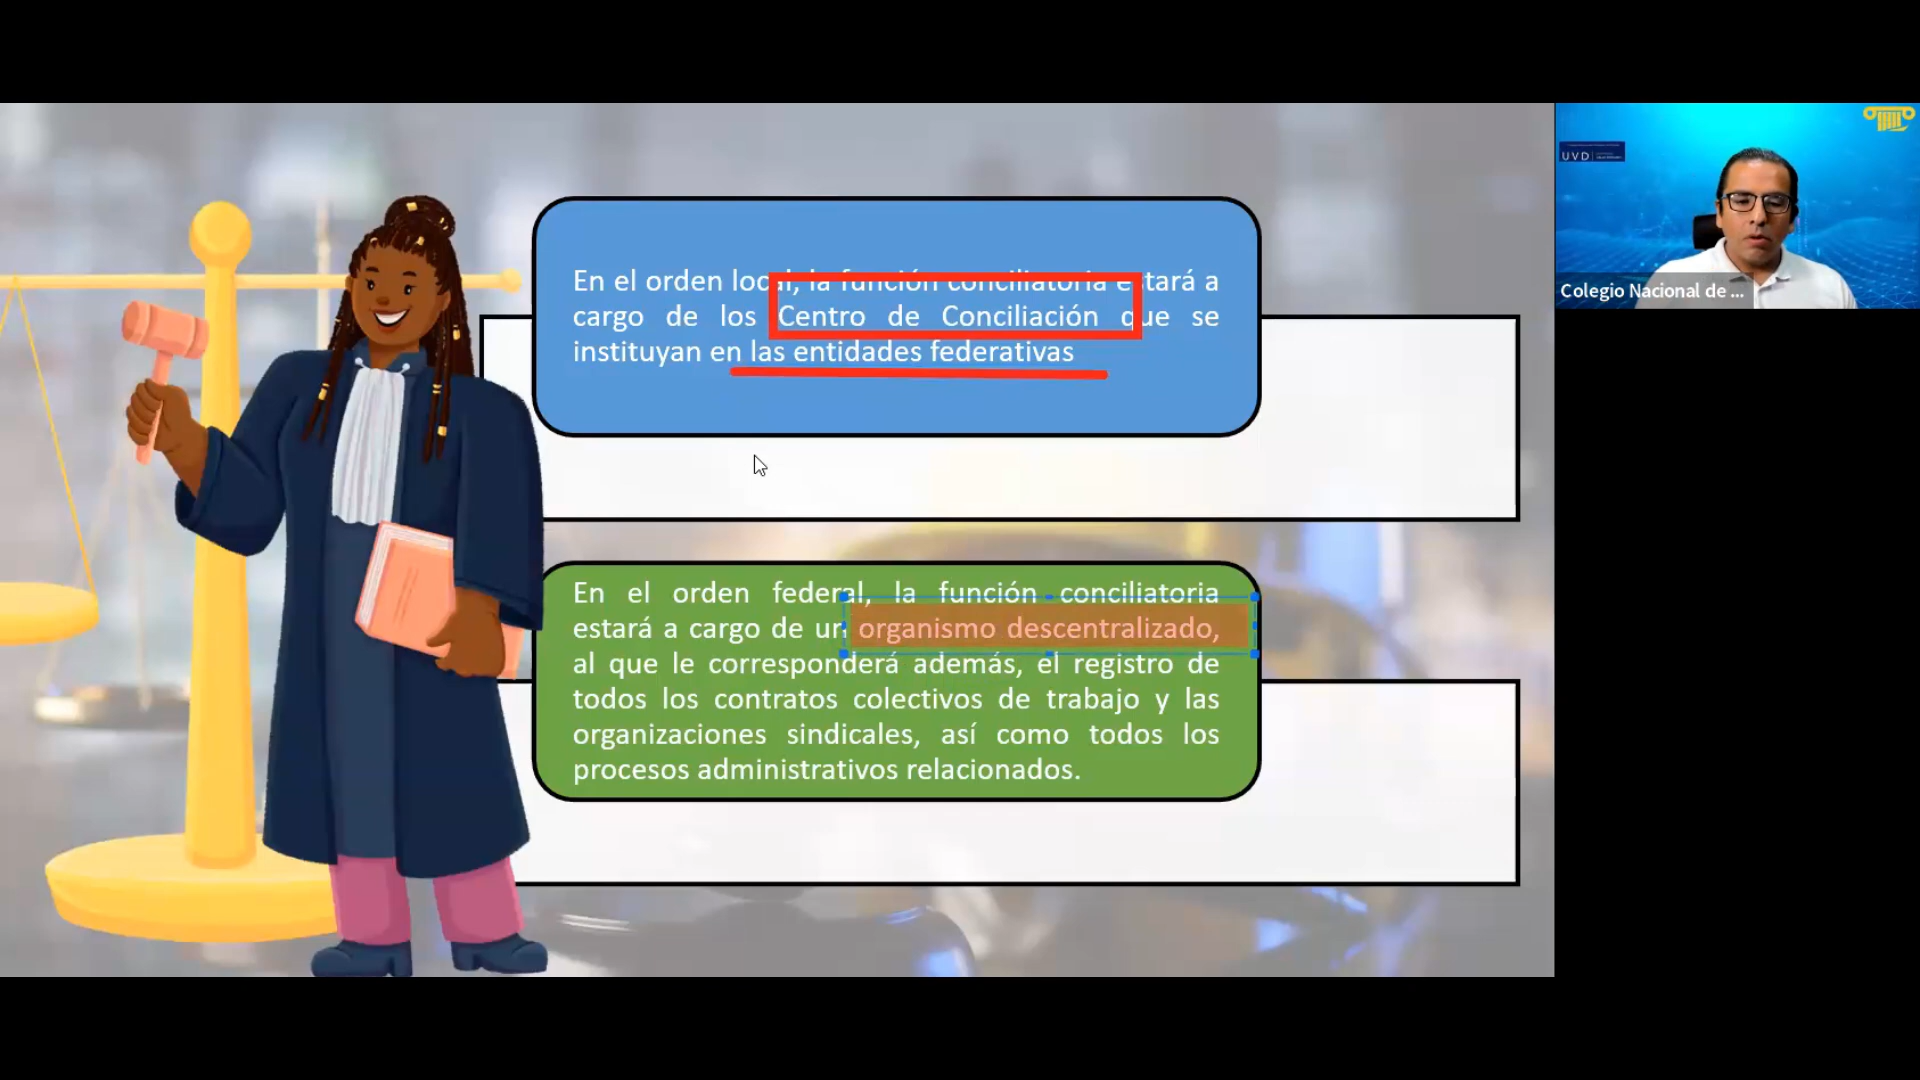 En el orden local, la función conciliatoria estará a
cargo de los Centro de Conciliación que se
instituyan en las entidades federativas
En el orden federal, la función conciliatoria
estará a cargo de un organismo descentralizado,
al que le corresponderá además, el registro de
todos los contratos colectivos de trabajo y las
organizaciones sindicales, así como todos los
procesos administrativos relacionados.
UVD
Colegio Nacional de ...